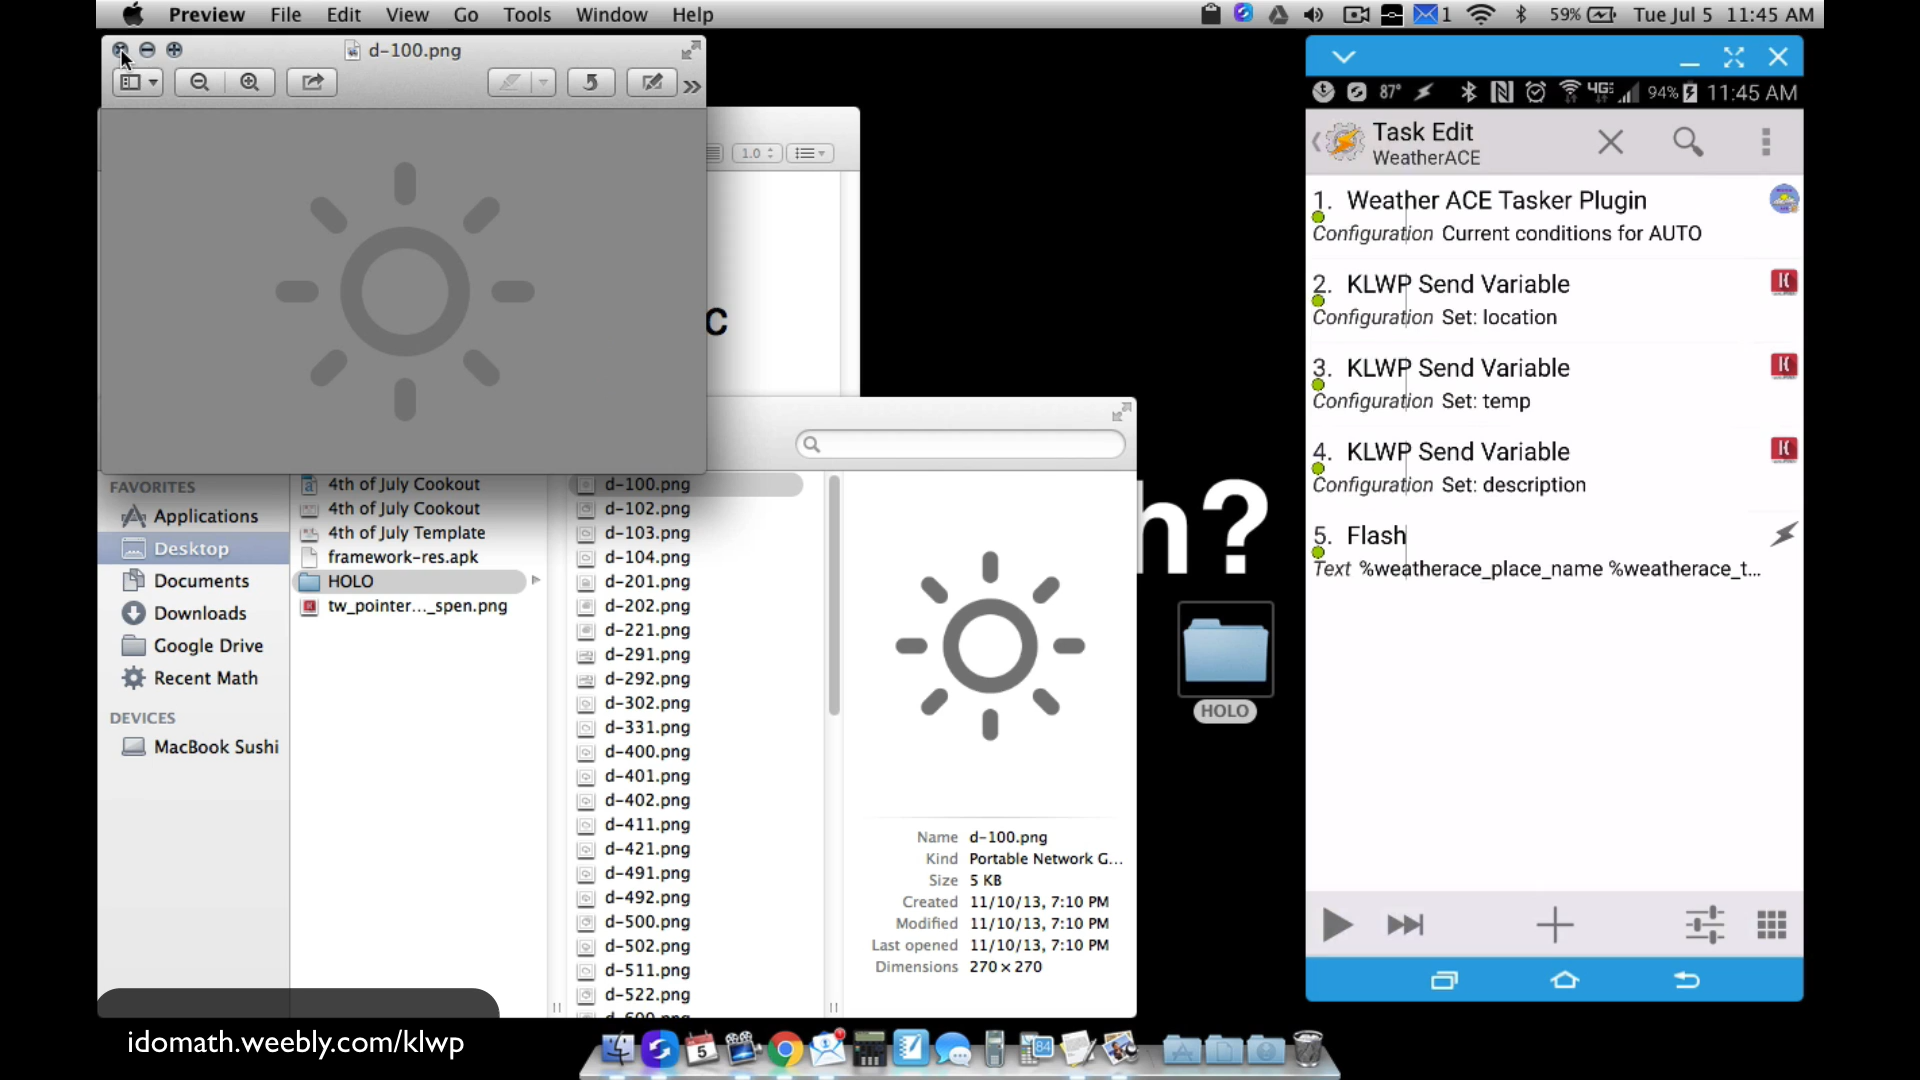 Preview File Edit View Go Tools Window Help
1 59% Tue Jul 5 11:45 AM
d-100.png
1.0
c
FAVORITES
Applications
Desktop
Documents
Downloads
Google Drive
Recent Math
DEVICES
MacBook Sushi
4th of July Cookout
4th of July Cookout
4th of July Template
framework-res.apk
HOLO
tw_pointer..._spen.png
d-100.png
d-102.png
d-103.png
d-104.png
d-201.png
d-202.png
d-221.png
d-291.png
d-292.png
d-302.png
d-331.png
d-400.png
d-401.png
d-402.png
d-411.png
d-421.png
d-491.png
d-492.png
d-500.png
d-502.png
d-511.png
d-522.png
Name d-100.png
Kind Portable Network G...
Size 5 KB
Created 11/10/13, 7:10 PM
Modified 11/10/13, 7:10 PM
Last opened 11/10/13, 7:10 PM
Dimensions 270 × 270
h?
HOLO
87° 4G 94% 11:45 AM
Task Edit
WeatherACE
1. Weather ACE Tasker Plugin
Configuration Current conditions for AUTO
2. KLWP Send Variable
Configuration Set: location
3. KLWP Send Variable
Configuration Set: temp
4. KLWP Send Variable
Configuration Set: description
5. Flash
Text %weatherace_place_name %weatherace_t...
idomath.weebly.com/klwp
5
84